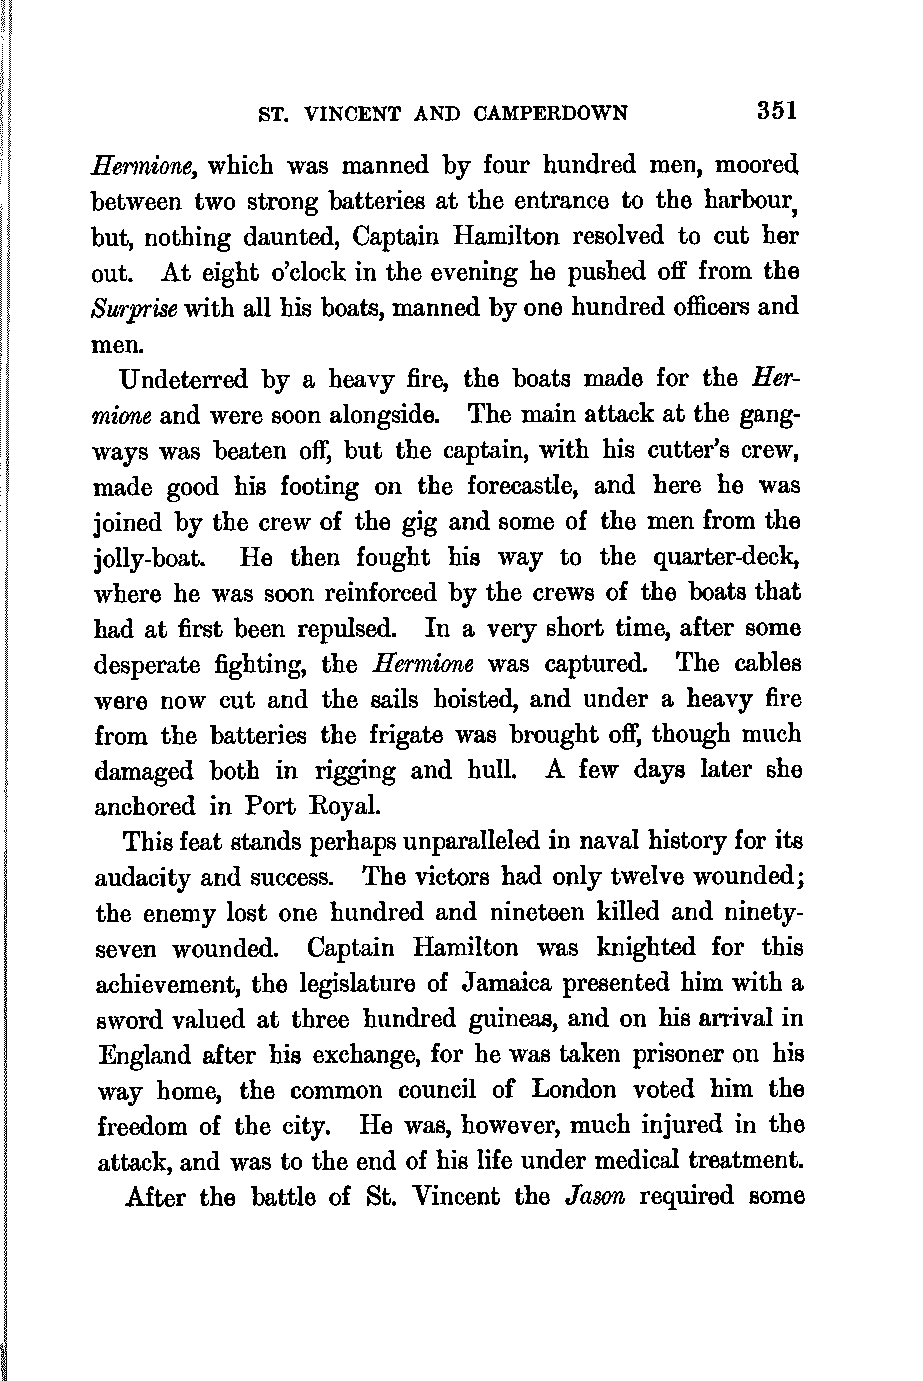 ST. VINCENT AND CAMPERDOWN 351
Hermione, which was manned by four hundred men, moored
between two strong batteries at the entrance to the harbour,
but, nothing daunted, Captain Hamilton resolved to cut her
out. At eight o'clock in the evening he pushed off from the
Surprise with all his boats, manned by one hundred officers and
men.
Undeterred by a heavy fire, the boats made for the Her-
mione and were soon alongside. The main attack at the gang-
ways was beaten off, but the captain, with his cutter's crew,
made good his footing on the forecastle, and here he was
joined by the crew of the gig and some of the men from the
jolly-boat. He then fought his way to the quarter-deck,
where he was soon reinforced by the crews of the boats that
had at first been repulsed. In a very short time, after some
desperate fighting, the Hermione was captured. The cables
were now cut and the sails hoisted, and under a heavy fire
from the batteries the frigate was brought off, though much
damaged both in rigging and hull. A few days later she
anchored in Port Royal.
This feat stands perhaps unparalleled in naval history for its
audacity and success. The victors had only twelve wounded;
the enemy lost one hundred and nineteen killed and ninety-
seven wounded. Captain Hamilton was knighted for this
achievement, the legislature of Jamaica presented him with a
sword valued at three hundred guineas, and on his arrival in
England after his exchange, for he was taken prisoner on his
way home, the common council of London voted him the
freedom of the city. He was, however, much injured in the
attack, and was to the end of his life under medical treatment.
After the battle of St. Vincent the Jason required some